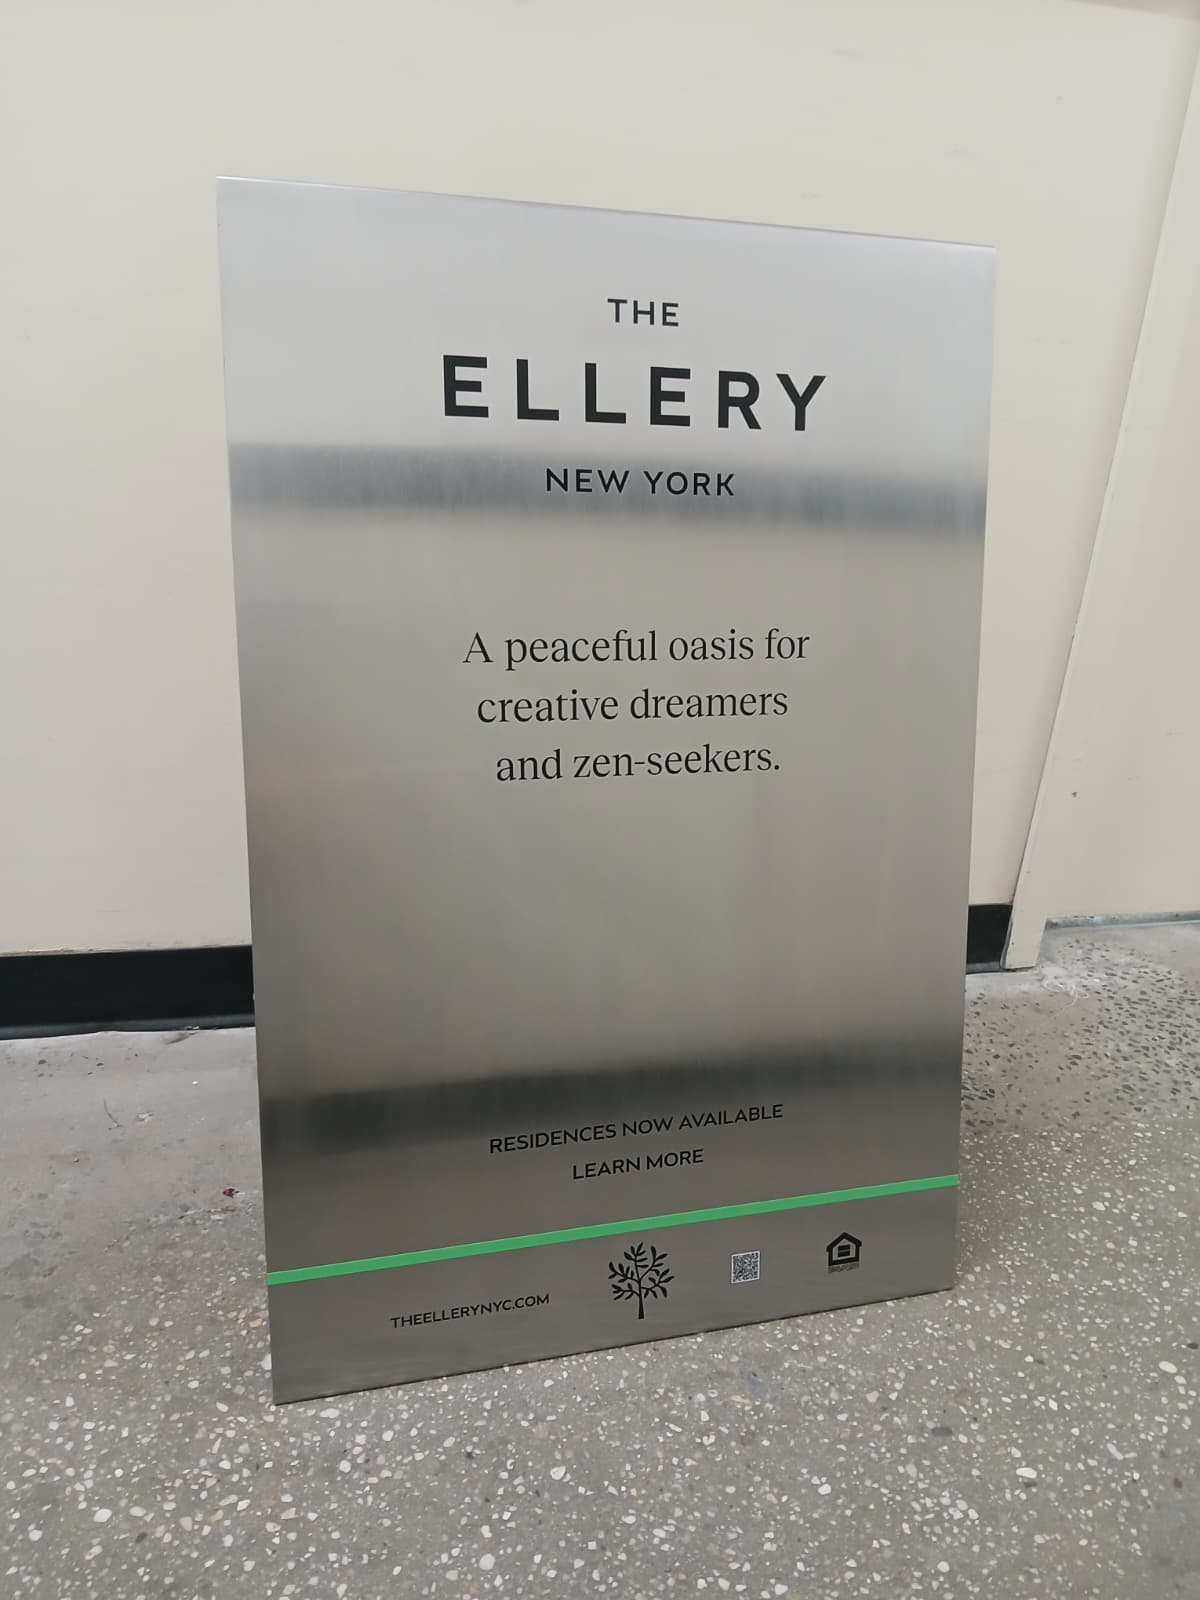 THE
ELLERY
NEW YORK
A peaceful oasis for
creative dreamers
and zen-seekers.
RESIDENCES NOW AVAILABLE
LEARN MORE
THEELLERYNYC.COM